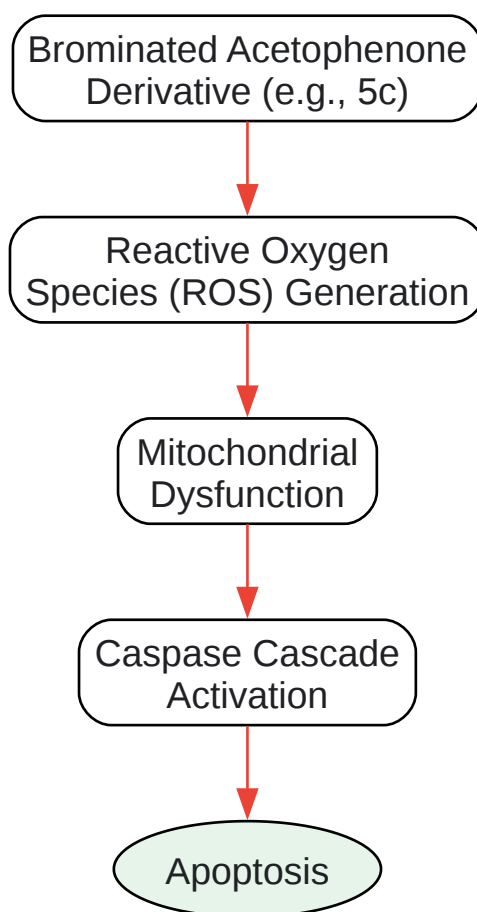 Brominated Acetophenone
Derivative (e.g., 5c)
Reactive Oxygen
Species (ROS) Generation
Mitochondrial
Dysfunction
Caspase Cascade
Activation
Apoptosis